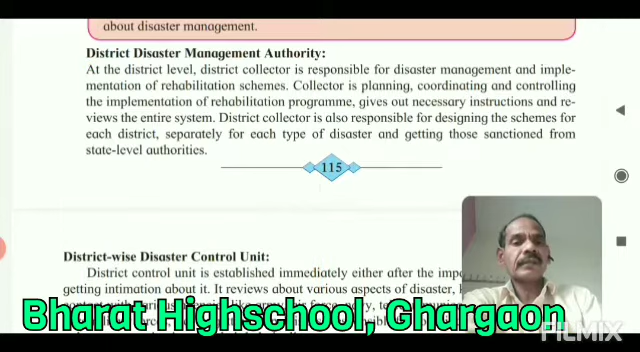 about disaster management.
District Disaster Management Authority:
At the district level, district collector is responsible for disaster management and imple-
mentation of rehabilitation schemes. Collector is planning, coordinating and controlling
the implementation of rehabilitation programme, gives out necessary instructions and re-
views the entire system. District collector is also responsible for designing the schemes for
each district, separately for each type of disaster and getting those sanctioned from
state-level authorities.
115
District-wise Disaster Control Unit:
District control unit is established immediately either after the
getting intimation about it. It reviews about various aspects of disaster,
Bharat Highschool, Ghargaon
FILMIX